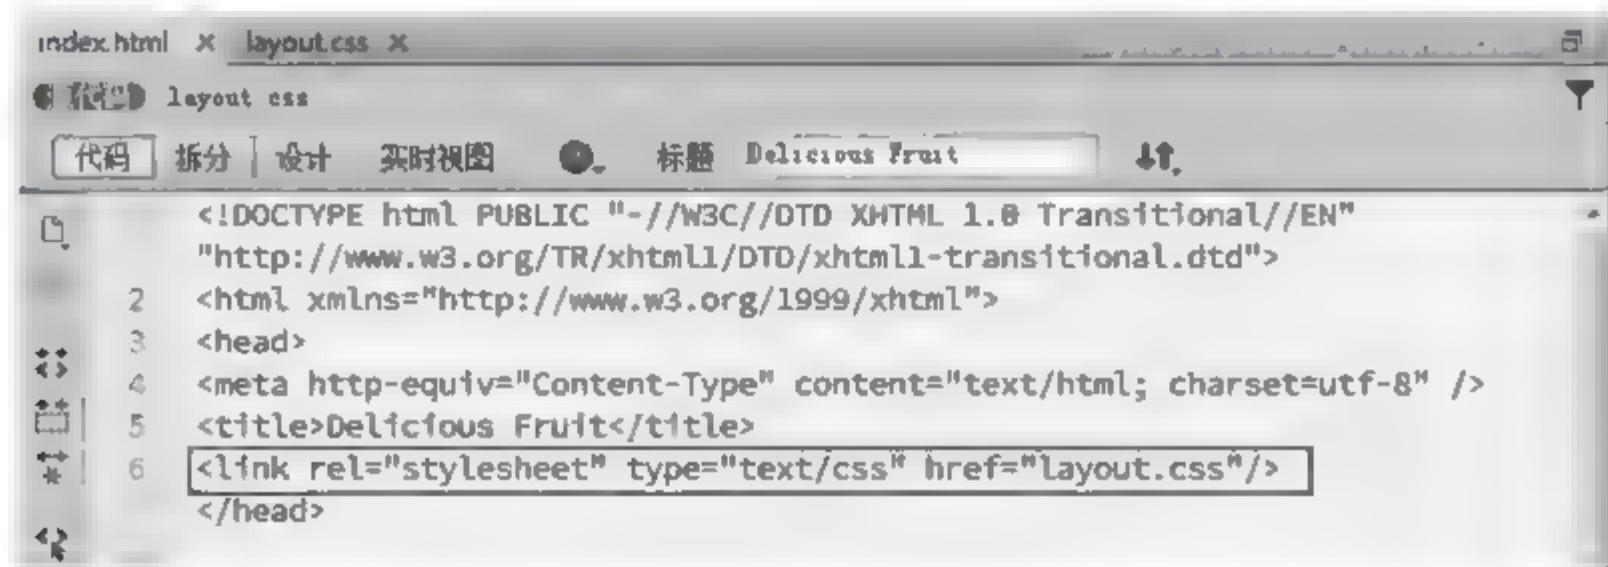 index.html × layout.css ×
layout css
代码 拆分 设计 实时视图 标题 Delicious Fruit
<!DOCTYPE html PUBLIC "-//W3C//DTD XHTML 1.0 Transitional//EN"
"http://www.w3.org/TR/xhtml1/DTD/xhtml1-transitional.dtd">
2 <html xmlns="http://www.w3.org/1999/xhtml">
3 <head>
4 <meta http-equiv="Content-Type" content="text/html; charset=utf-8" />
5 <title>Delicious Fruit</title>
6 <link rel="stylesheet" type="text/css" href="layout.css"/>
</head>